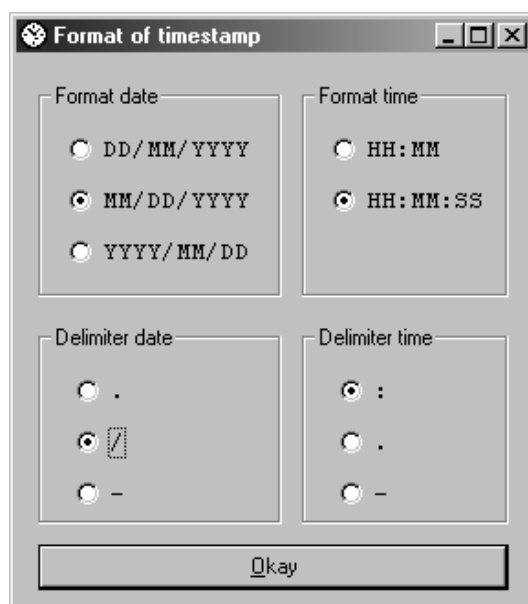 Format of timestamp
Format date
DD/MM/YYYY
MM/DD/YYYY
YYYY/MM/DD
Format time
HH:MM
HH:MM:SS
Delimiter date
.
/
-
Delimiter time
:
.
-
Okay